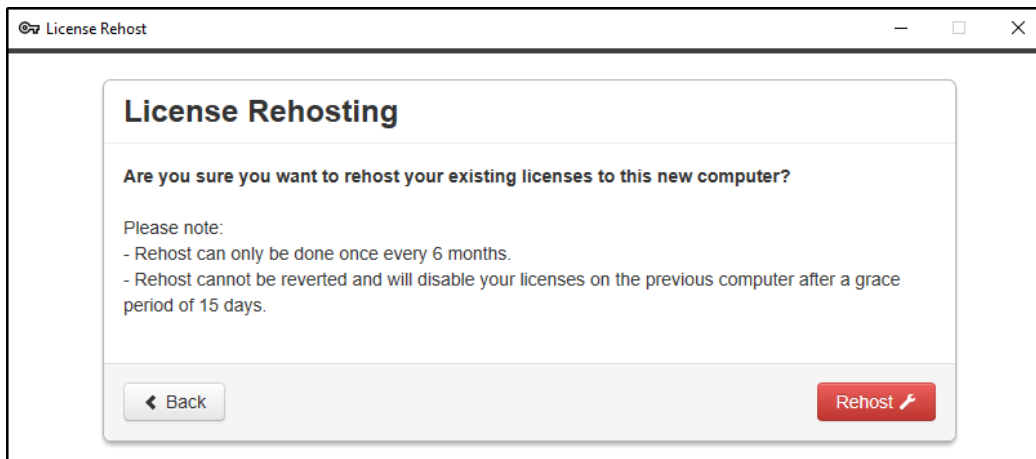 License Rehost
License Rehosting
Are you sure you want to rehost your existing licenses to this new computer?
Please note:
- Rehost can only be done once every 6 months.
- Rehost cannot be reverted and will disable your licenses on the previous computer after a grace
period of 15 days.
Back
Rehost